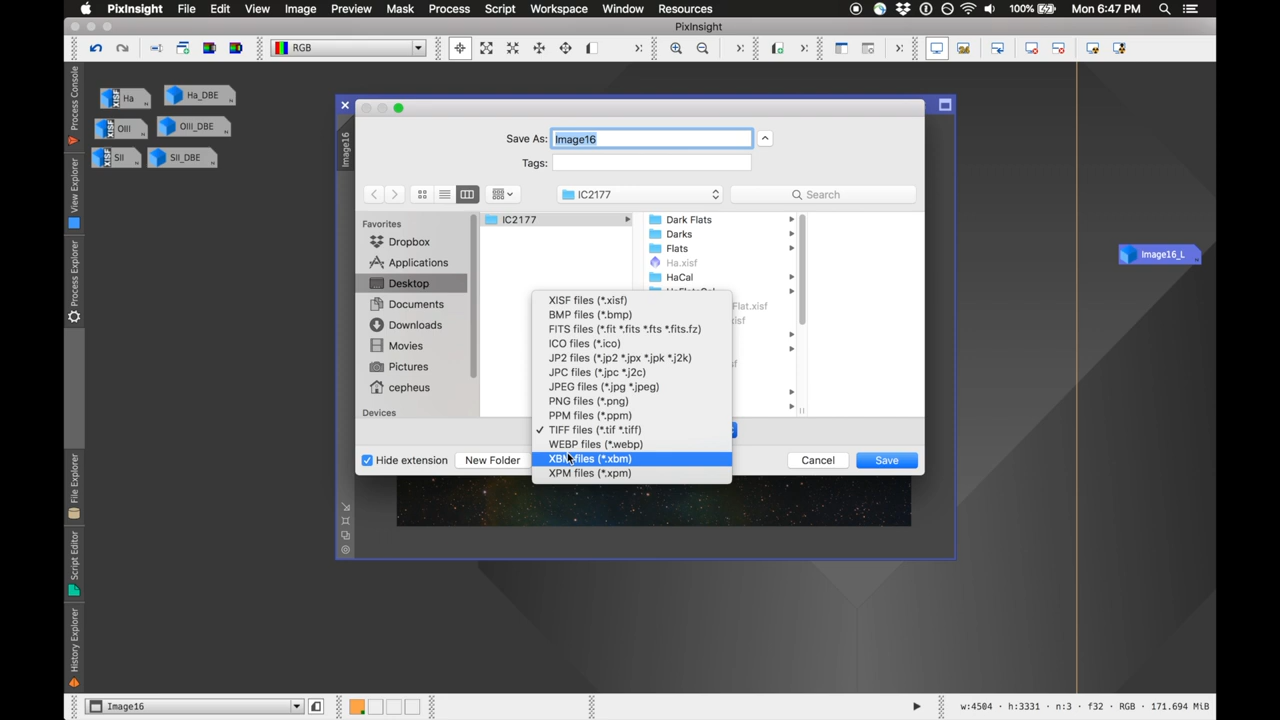 PixInsight File Edit View Image Preview Mask Process Script Workspace Window Resources 100% Mon 6:47 PM
PixInsight
RGB
Process Console
View Explorer
Process Explorer
File Explorer
Script Editor
History Explorer
XISF Ha N
Ha_DBE N
XISF OIII N
OIII_DBE N
XISF SII N
SII_DBE N
Image16
Save As: Image16
Tags:
IC2177
Search
Favorites
Dropbox
Applications
Desktop
Documents
Downloads
Movies
Pictures
cepheus
Devices
IC2177
Dark Flats
Darks
Flats
Ha.xisf
HaCal
Flat.xisf
XISF files (*.xisf)
BMP files (*.bmp)
FITS files (*.fit *.fits *.fts *.fits.fz)
ICO files (*.ico)
JP2 files (*.jp2 *.jpx *.jpk *.j2k)
JPC files (*.jpc *.j2c)
JPEG files (*.jpg *.jpeg)
PNG files (*.png)
PPM files (*.ppm)
✓ TIFF files (*.tif *.tiff)
WEBP files (*.webp)
XBM files (*.xbm)
XPM files (*.xpm)
Hide extension
New Folder
Cancel
Save
Image16_L N
Image16
w:4504 · h:3331 · n:3 · f32 · RGB · 171.694 MiB